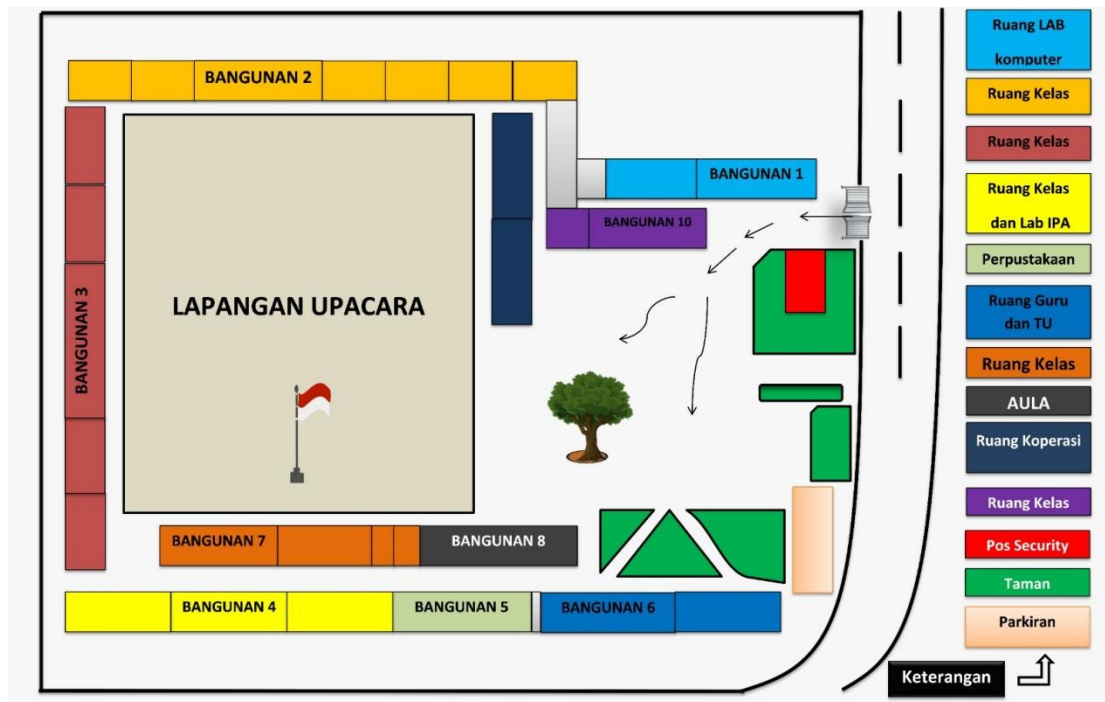 BANGUNAN 2
BANGUNAN 1
BANGUNAN 10
BANGUNAN 3
LAPANGAN UPACARA
BANGUNAN 7
BANGUNAN 8
BANGUNAN 4
BANGUNAN 5
BANGUNAN 6
Ruang LAB
komputer
Ruang Kelas
Ruang Kelas
Ruang Kelas
dan Lab IPA
Perpustakaan
Ruang Guru
dan TU
Ruang Kelas
AULA
Ruang Koperasi
Ruang Kelas
Pos Security
Taman
Parkiran
Keterangan